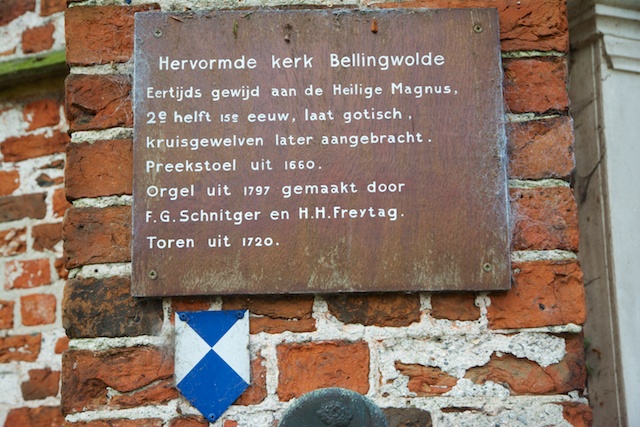 Hervormde kerk Bellingwolde
Eertijds gewijd aan de Heilige Magnus,
2e helft 15e eeuw, laat gotisch,
kruisgewelven later aangebracht.
Preekstoel uit 1660.
Orgel uit 1797 gemaakt door
F.G. Schnitger en H.H. Freytag.
Toren uit 1720.